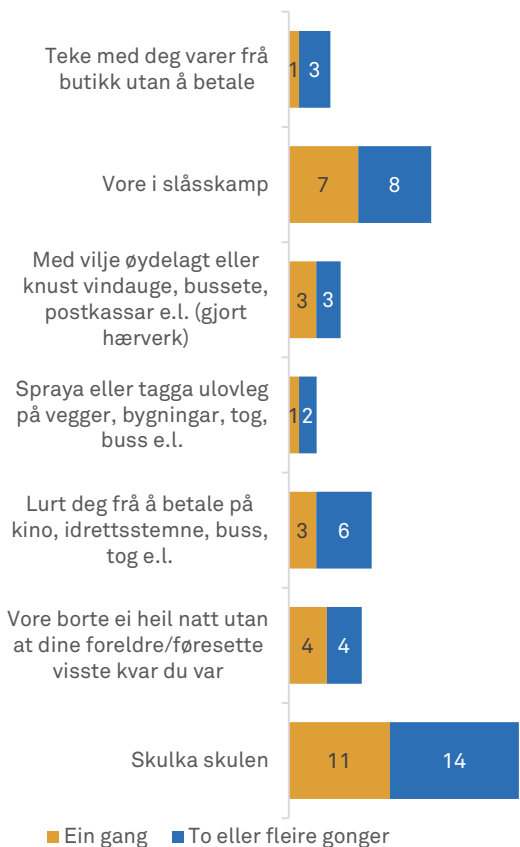 Teke med deg varer frå
butikk utan å betale
1 3
Vore i slåsskamp
7 8
Med vilje øydelagt eller
knust vindauge, bussete,
postkassar e.l. (gjort
hærverk)
3 3
Spraya eller tagga ulovleg
på vegger, bygningar, tog,
buss e.l.
1 2
Lurt deg frå å betale på
kino, idrettsstemne, buss,
tog e.l.
3 6
Vore borte ei heil natt utan
at dine foreldre/føresette
visste kvar du var
4 4
Skulka skulen
11 14
Ein gang To eller fleire gonger